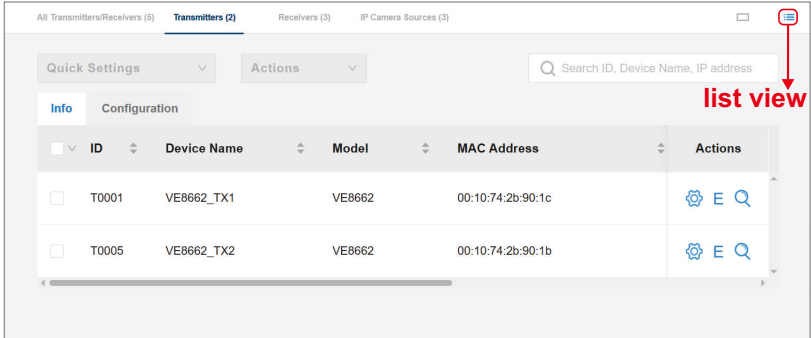 All Transmitters/Receivers (5) Transmitters (2) Receivers (3) IP Camera Sources (3)
Quick Settings Actions Search ID, Device Name, IP address
list view
Info Configuration
ID Device Name Model MAC Address Actions
T0001 VE8662_TX1 VE8662 00:10:74:2b:90:1c E
T0005 VE8662_TX2 VE8662 00:10:74:2b:90:1b E